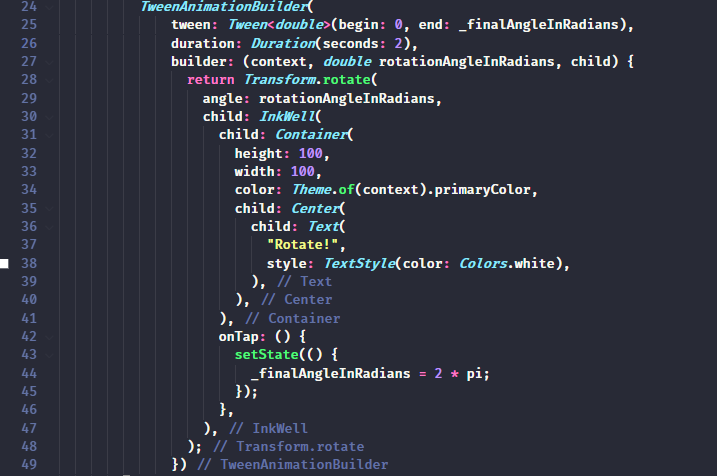 24 TweenAnimationBuilder(
25 tween: Tween<double>(begin: 0, end: _finalAngleInRadians),
26 duration: Duration(seconds: 2),
27 builder: (context, double rotationAngleInRadians, child) {
28 return Transform.rotate(
29 angle: rotationAngleInRadians,
30 child: InkWell(
31 child: Container(
32 height: 100,
33 width: 100,
34 color: Theme.of(context).primaryColor,
35 child: Center(
36 child: Text(
37 "Rotate!",
38 style: TextStyle(color: Colors.white),
39 ), // Text
40 ), // Center
41 ), // Container
42 onTap: () {
43 setState(() {
44 _finalAngleInRadians = 2 * pi;
45 });
46 },
47 ), // InkWell
48 ); // Transform.rotate
49 }) // TweenAnimationBuilder